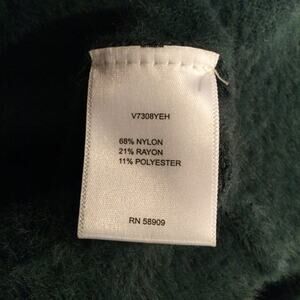 V7308YEH
68% NYLON
21% RAYON
11% POLYESTER
RN 58909